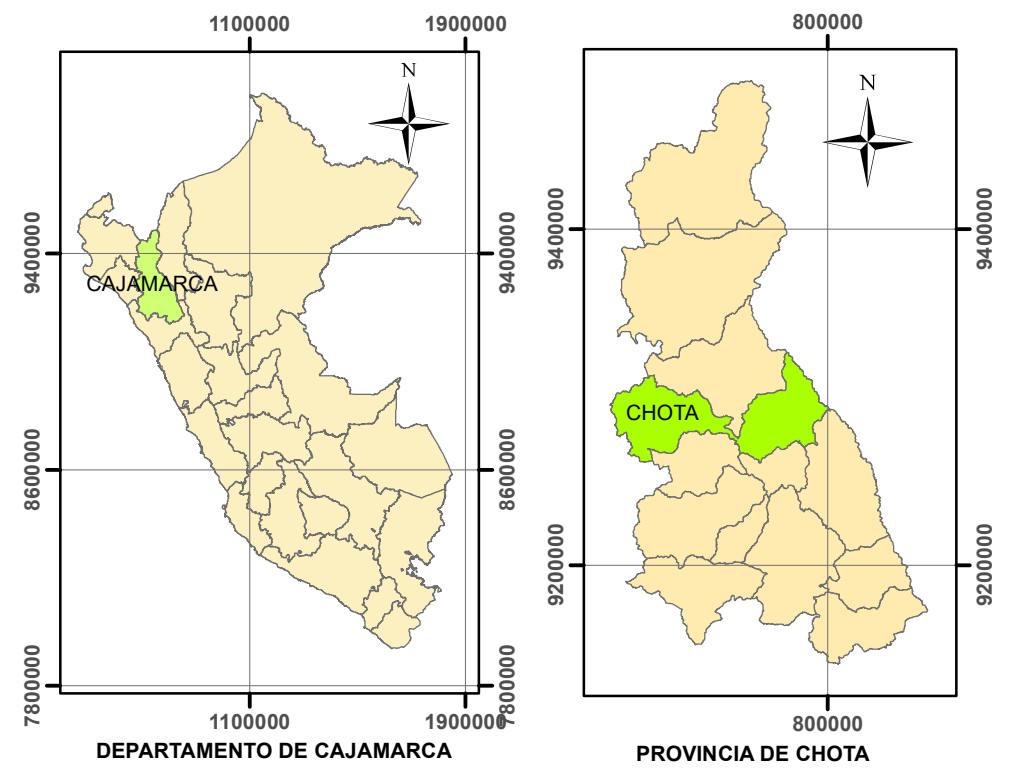 1100000 1900000
800000
N
N
9400000 9400000
9400000 9400000
CAJAMARCA
CHOTA
8600000 8600000
9200000 9200000
7800000 7800000
1100000 1900000
800000
DEPARTAMENTO DE CAJAMARCA
PROVINCIA DE CHOTA